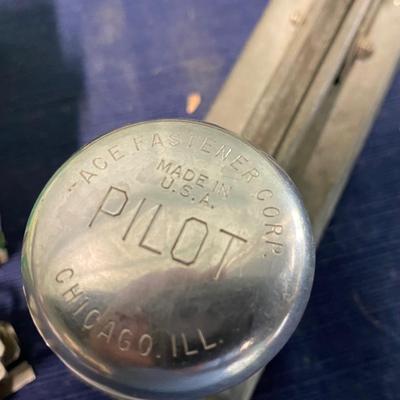 -ACE FASTENER CORP.
MADE IN
U.S.A.
PILOT
CHICAGO. ILL.